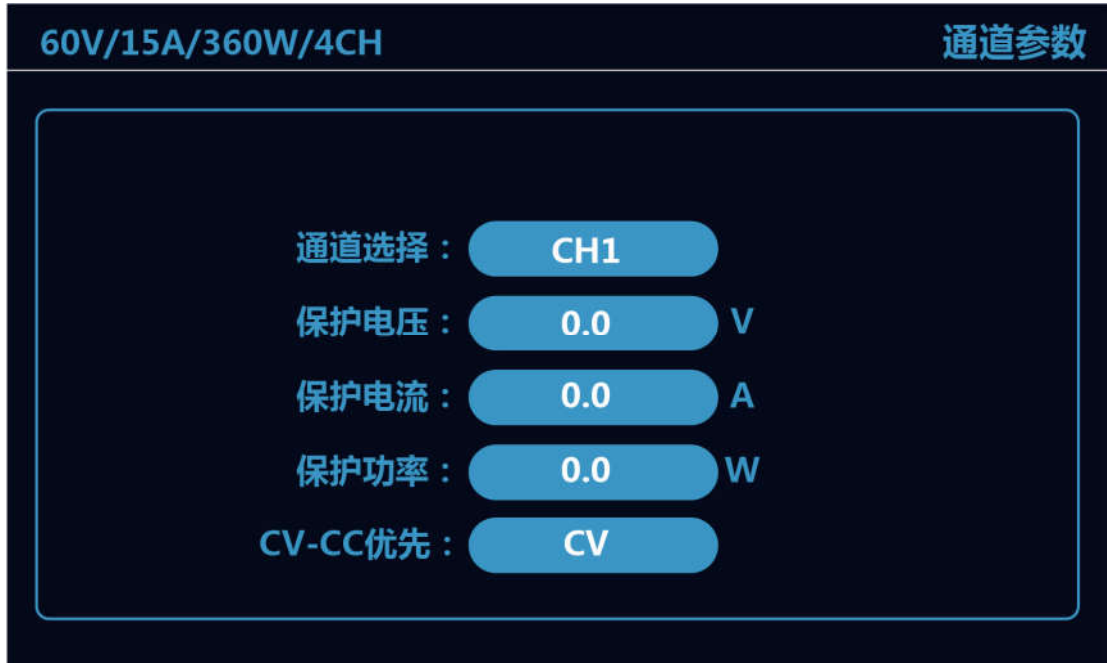 60V/15A/360W/4CH 通道参数
通道选择： CH1
保护电压： 0.0 V
保护电流： 0.0 A
保护功率： 0.0 W
CV-CC优先： CV